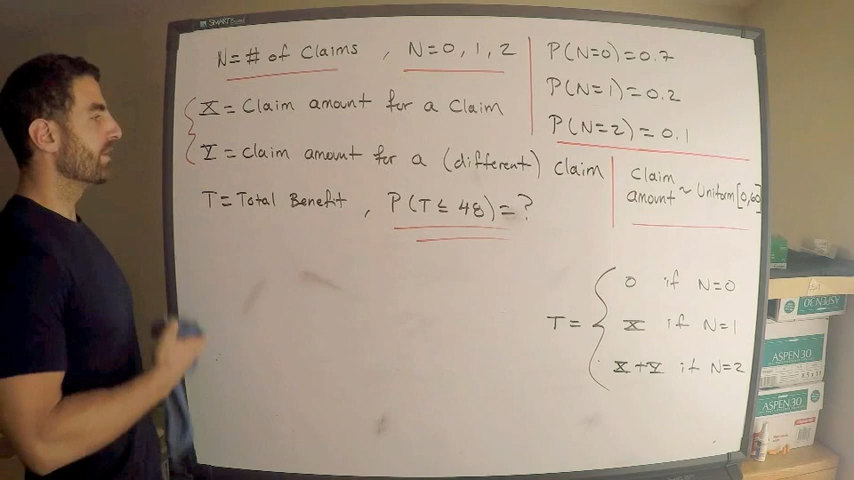 SMART
N = # of Claims , N = 0, 1, 2
P(N=0) = 0.7
P(N=1) = 0.2
P(N=2) = 0.1
X = Claim amount for a Claim
Y = Claim amount for a (different) Claim
Claim amount ~ Uniform [0,60]
T = Total Benefit , P(T ≤ 48) = ?
T = { 0 if N=0
X if N=1
X+Y if N=2
ASPEN 30
ASPEN 30